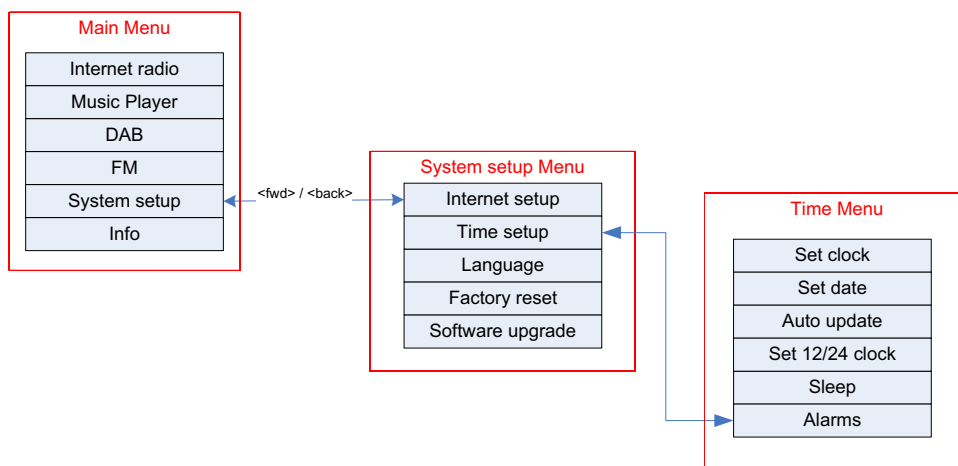 Main Menu
Internet radio
Music Player
DAB
FM
System setup
Info
<fwd> / <back>
System setup Menu
Internet setup
Time setup
Language
Factory reset
Software upgrade
Time Menu
Set clock
Set date
Auto update
Set 12/24 clock
Sleep
Alarms